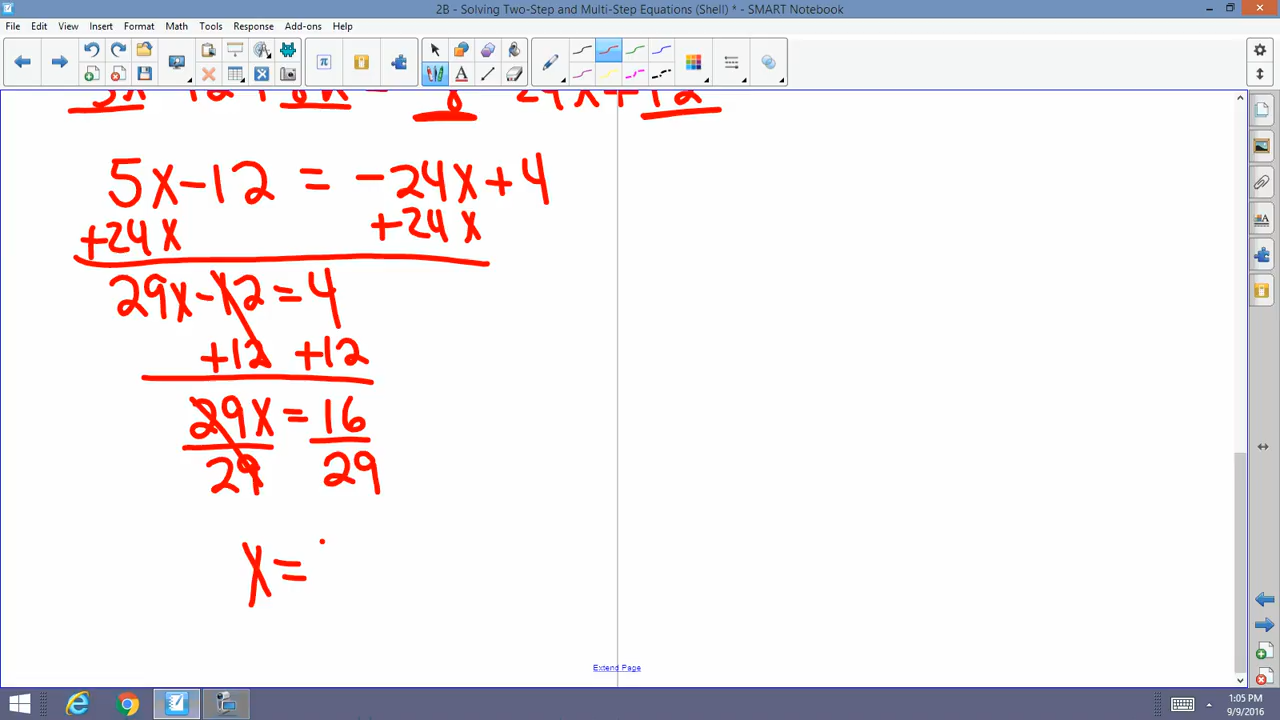 2B - Solving Two-Step and Multi-Step Equations (Shell) * - SMART Notebook
File Edit View Insert Format Math Tools Response Add-ons Help
24x + 12
5x - 12 = -24x + 4
+24x +24x
29x - 12 = 4
+12 +12
29x = 16
29 29
x =
Extend Page
1:05 PM
9/9/2016